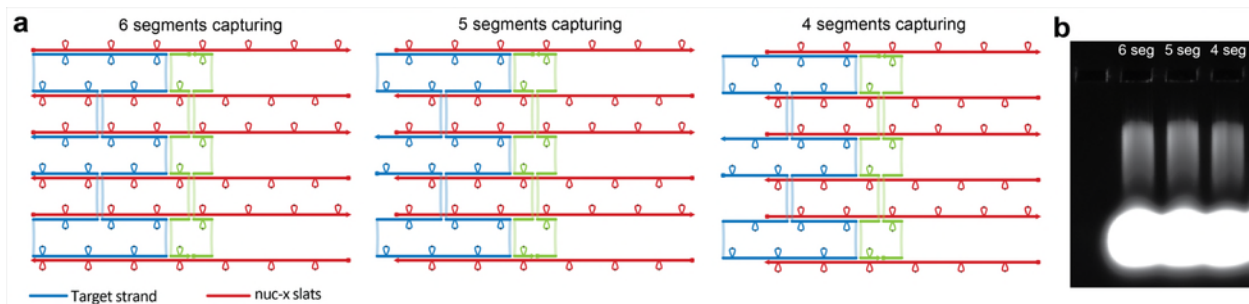 a
6 segments capturing
5 segments capturing
4 segments capturing
b
6 seg 5 seg 4 seg
Target strand
nuc-x slats